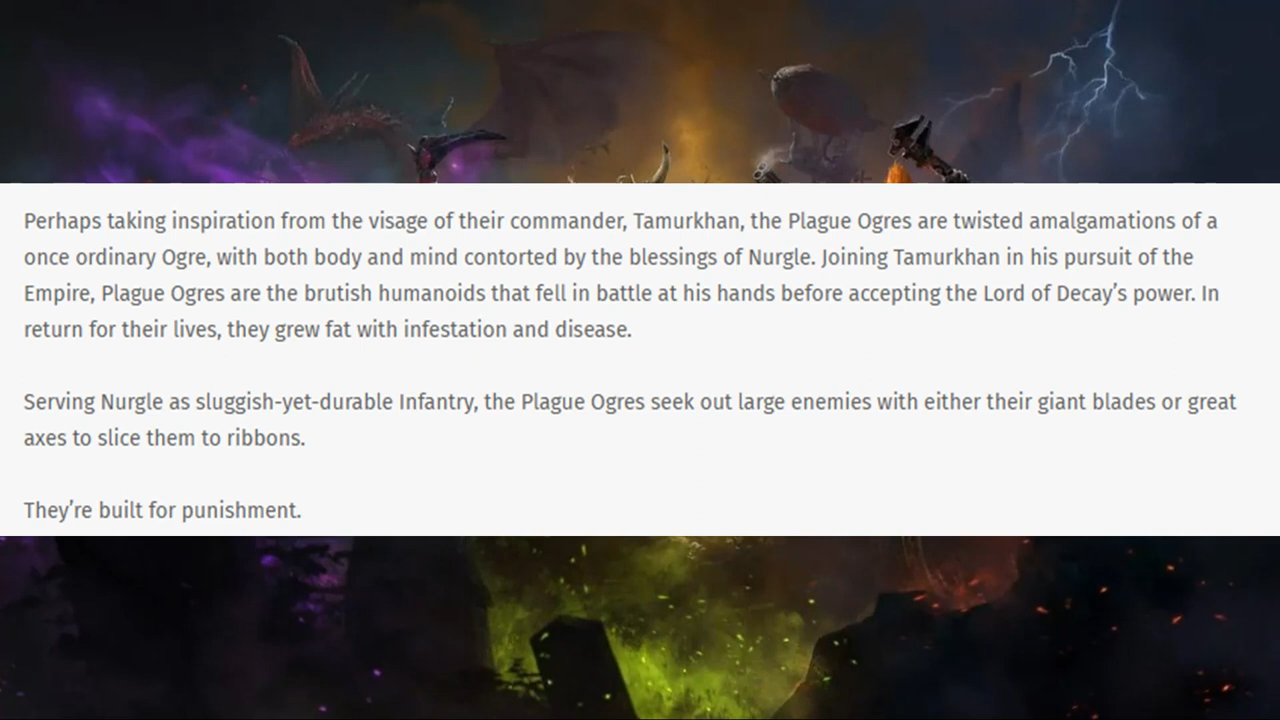 Perhaps taking inspiration from the visage of their commander, Tamurkhan, the Plague Ogres are twisted amalgamations of a
once ordinary Ogre, with both body and mind contorted by the blessings of Nurgle. Joining Tamurkhan in his pursuit of the
Empire, Plague Ogres are the brutish humanoids that fell in battle at his hands before accepting the Lord of Decay’s power. In
return for their lives, they grew fat with infestation and disease.
Serving Nurgle as sluggish-yet-durable Infantry, the Plague Ogres seek out large enemies with either their giant blades or great
axes to slice them to ribbons.
They’re built for punishment.